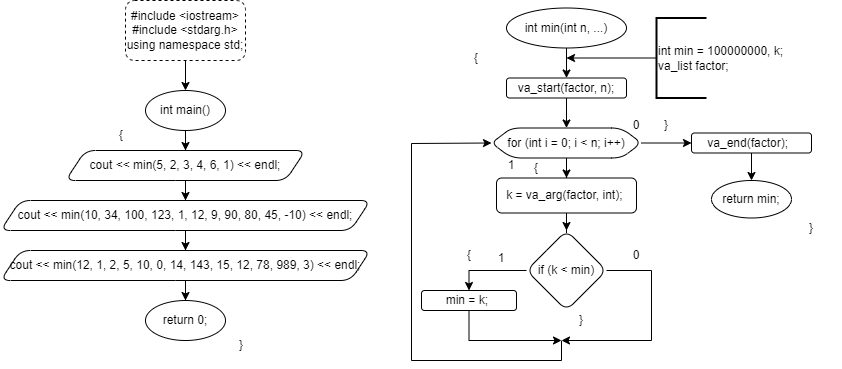 #include <iostream>
#include <stdarg.h>
using namespace std;
int main()
{
cout << min(5, 2, 3, 4, 6, 1) << endl;
cout << min(10, 34, 100, 123, 1, 12, 9, 90, 80, 45, -10) << endl;
cout << min(12, 1, 2, 5, 10, 0, 14, 143, 15, 12, 78, 989, 3) << endl;
return 0;
}
int min(int n, ...)
{
int min = 100000000, k;
va_list factor;
va_start(factor, n);
for (int i = 0; i < n; i++)
0
}
va_end(factor);
return min;
}
1
{
k = va_arg(factor, int);
if (k < min)
{
1
0
min = k;
}